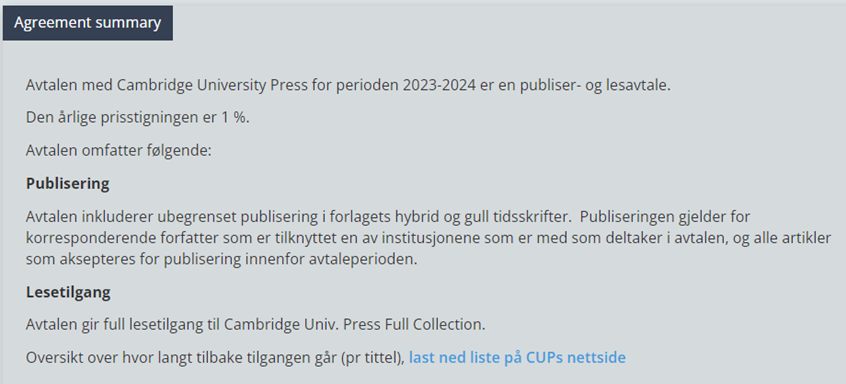 Agreement summary
Avtalen med Cambridge University Press for perioden 2023-2024 er en publiser- og lesavtale.
Den årlige prisstigningen er 1 %.
Avtalen omfatter følgende:
Publisering
Avtalen inkluderer ubegrenset publisering i forlagets hybrid og gull tidsskrifter.  Publiseringen gjelder for
korresponderende forfatter som er tilknyttet en av institusjonene som er med som deltaker i avtalen, og alle artikler
som aksepteres for publisering innenfor avtaleperioden.
Lesetilgang
Avtalen gir full lesetilgang til Cambridge Univ. Press Full Collection.
Oversikt over hvor langt tilbake tilgangen går (pr tittel), last ned liste på CUPs nettside